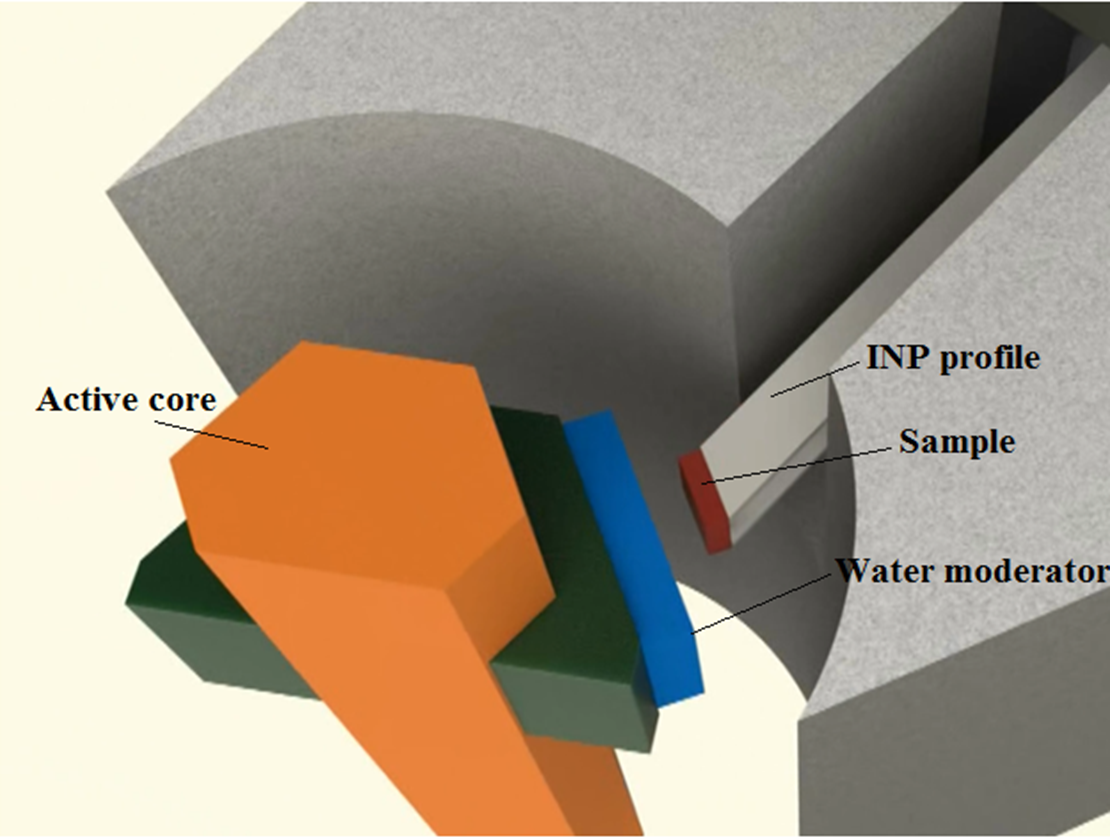 INP profile
Active core
Sample
Water moderator